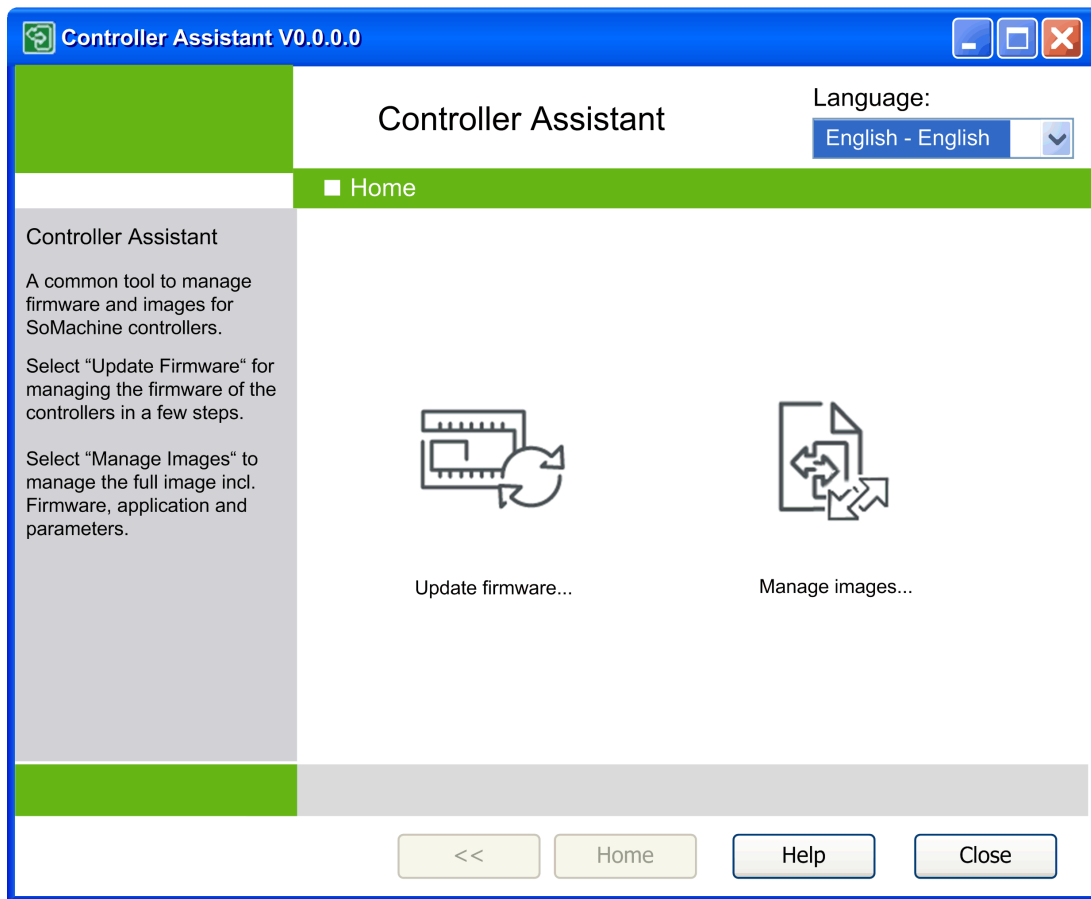 Controller Assistant V0.0.0.0
Controller Assistant
Language:
English - English
Home
Controller Assistant
A common tool to manage
firmware and images for
SoMachine controllers.
Select “Update Firmware“ for
managing the firmware of the
controllers in a few steps.
Select “Manage Images“ to
manage the full image incl.
Firmware, application and
parameters.
Update firmware...
Manage images...
<<
Home
Help
Close